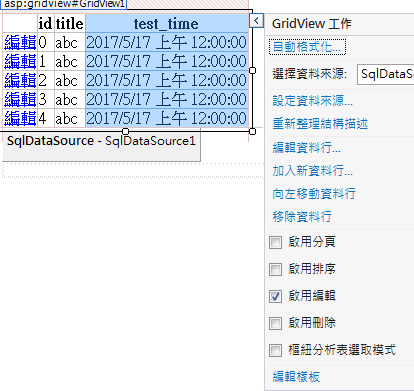 asp:gridview#GridView1
id title test_time
編輯 0 abc 2017/5/17 上午 12:00:00
編輯 1 abc 2017/5/17 上午 12:00:00
編輯 2 abc 2017/5/17 上午 12:00:00
編輯 3 abc 2017/5/17 上午 12:00:00
編輯 4 abc 2017/5/17 上午 12:00:00
SqlDataSource - SqlDataSource1
GridView 工作
自動格式化...
選擇資料來源: SqlDataSo
設定資料來源...
重新整理結構描述
編輯資料行...
加入新資料行...
向左移動資料行
移除資料行
啟用分頁
啟用排序
啟用編輯
啟用刪除
樞紐分析表選取模式
編輯樣板